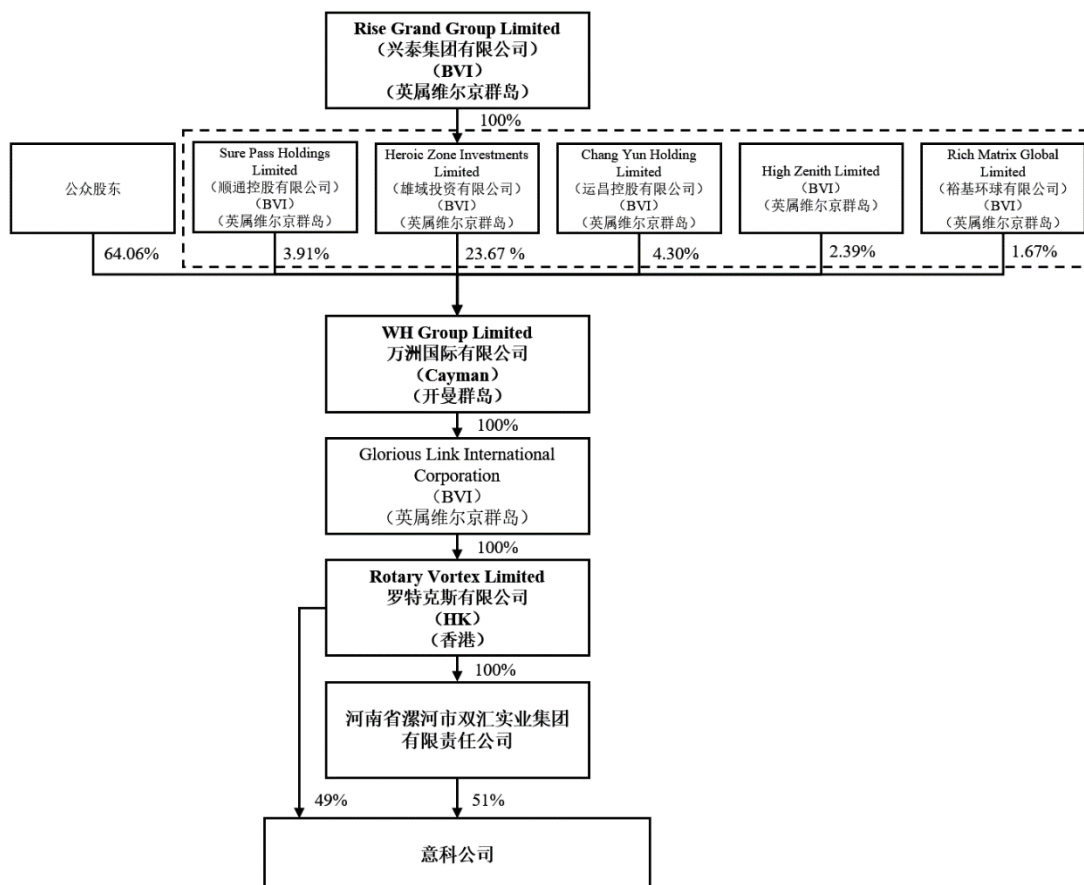 Rise Grand Group Limited
（兴泰集团有限公司）
（BVI）
（英属维尔京群岛）
100%
公众股东
Sure Pass Holdings
Limited
（顺通控股有限公司）
（BVI）
（英属维尔京群岛）
Heroic Zone Investments
Limited
（雄域投资有限公司）
（BVI）
（英属维尔京群岛）
Chang Yun Holding
Limited
（运昌控股有限公司）
（BVI）
（英属维尔京群岛）
High Zenith Limited
（BVI）
（英属维尔京群岛）
Rich Matrix Global
Limited
（裕基环球有限公司）
（BVI）
（英属维尔京群岛）
64.06%
3.91%
23.67 %
4.30%
2.39%
1.67%
WH Group Limited
万洲国际有限公司
（Cayman）
（开曼群岛）
100%
Glorious Link International
Corporation
（BVI）
（英属维尔京群岛）
100%
Rotary Vortex Limited
罗特克斯有限公司
（HK）
（香港）
100%
河南省漯河市双汇实业集团
有限责任公司
49%
51%
意科公司